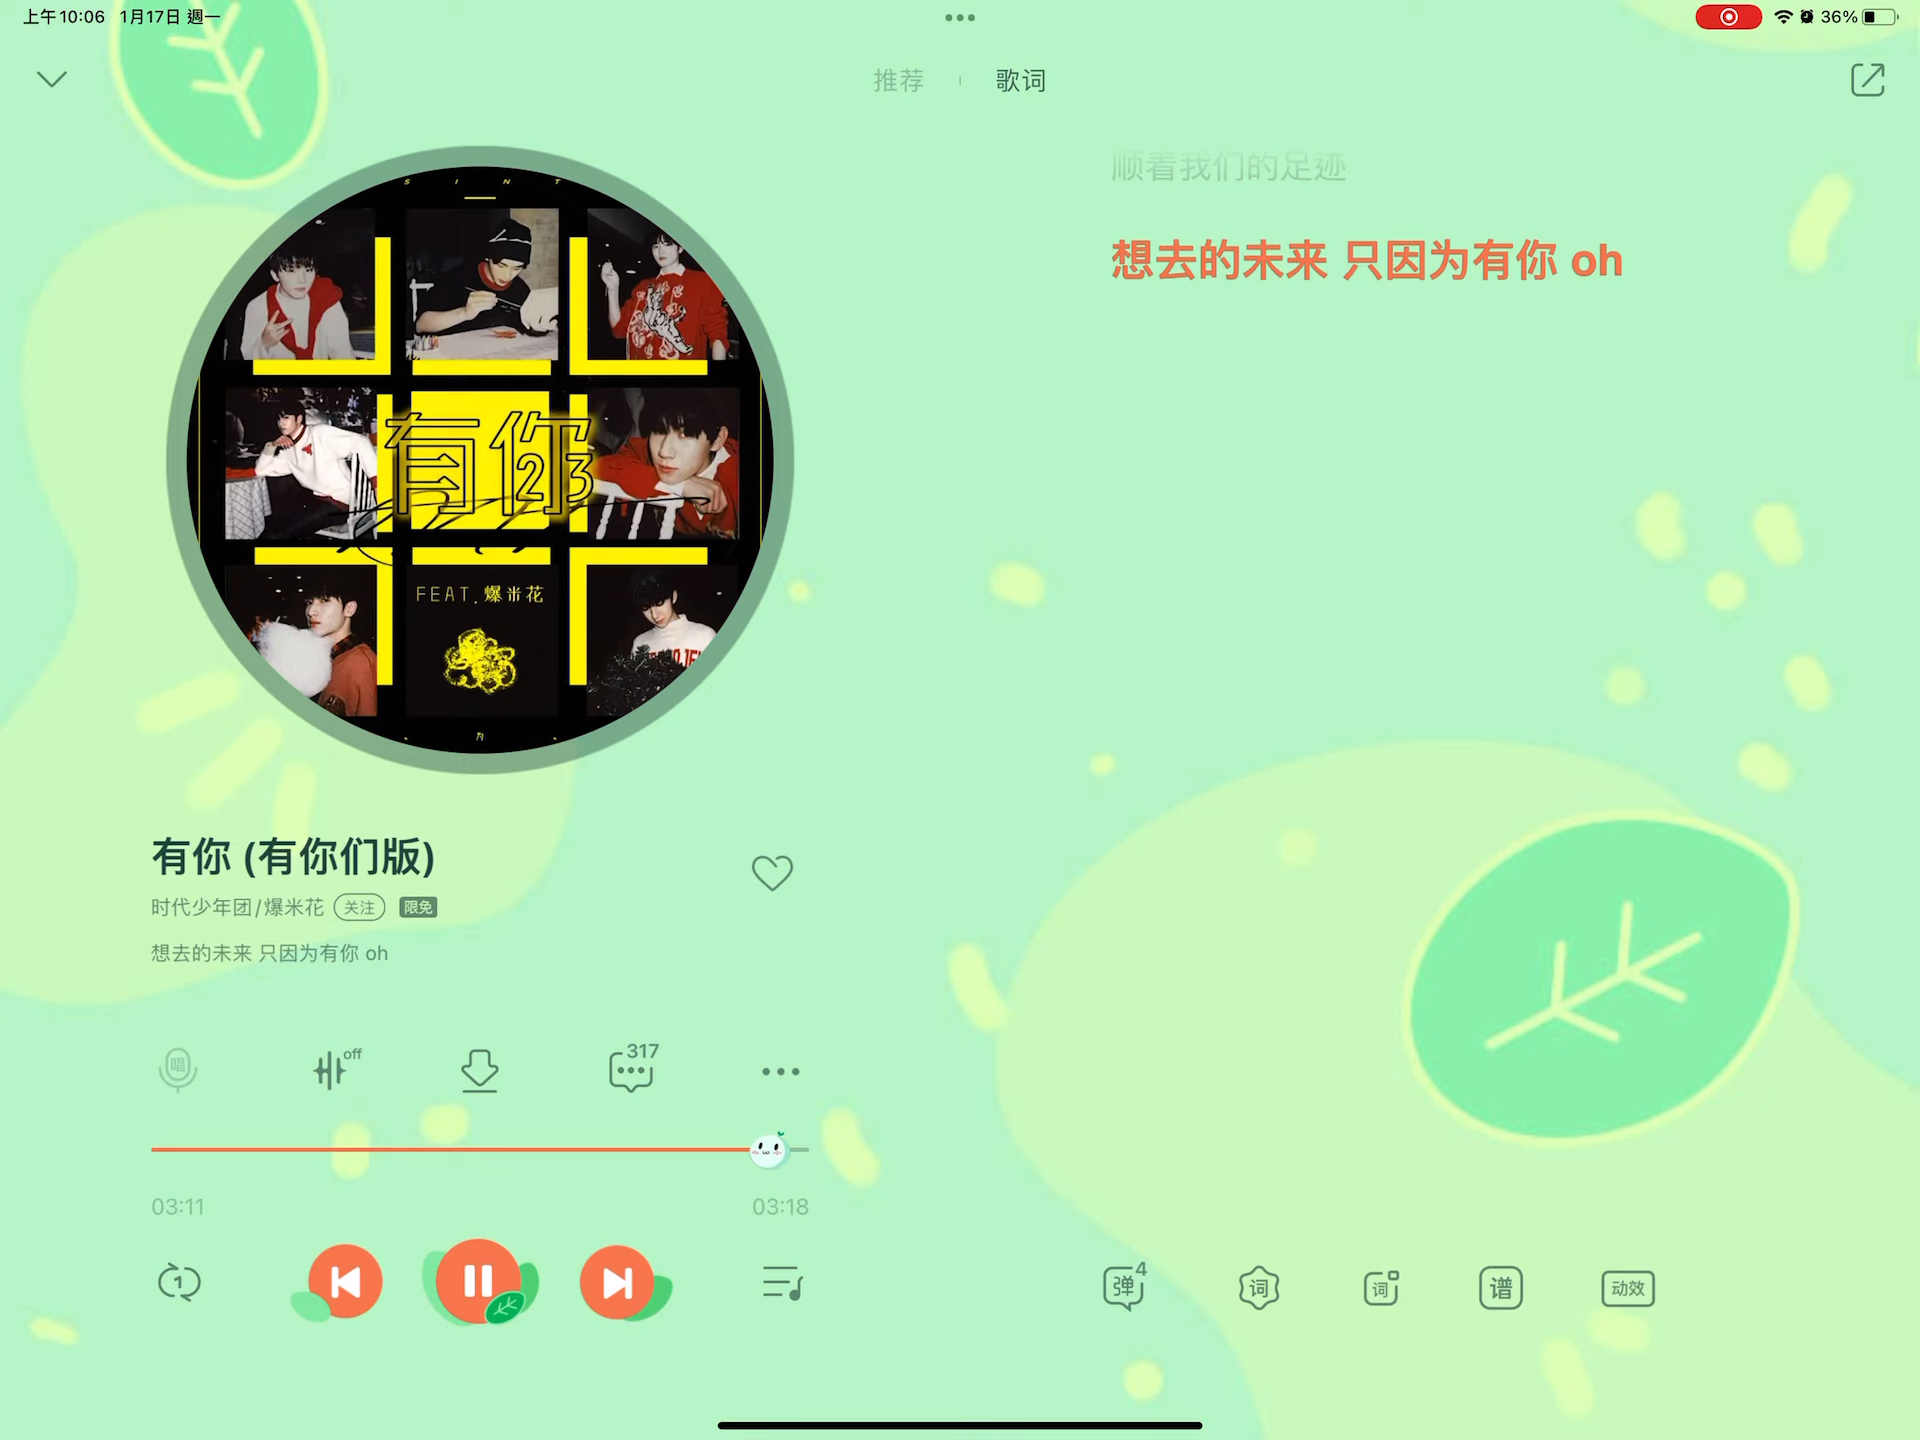 上午10:06 1月17日 週一
36%
推荐 歌词
顺着我们的足迹
想去的未来 只因为有你 oh
S I N T
有你
23
FEAT.爆米花
有你 (有你们版)
时代少年团/爆米花 关注 限免
想去的未来 只因为有你 oh
唱 off 317
03:11 03:18
1
弹 4 词 词 谱 动效